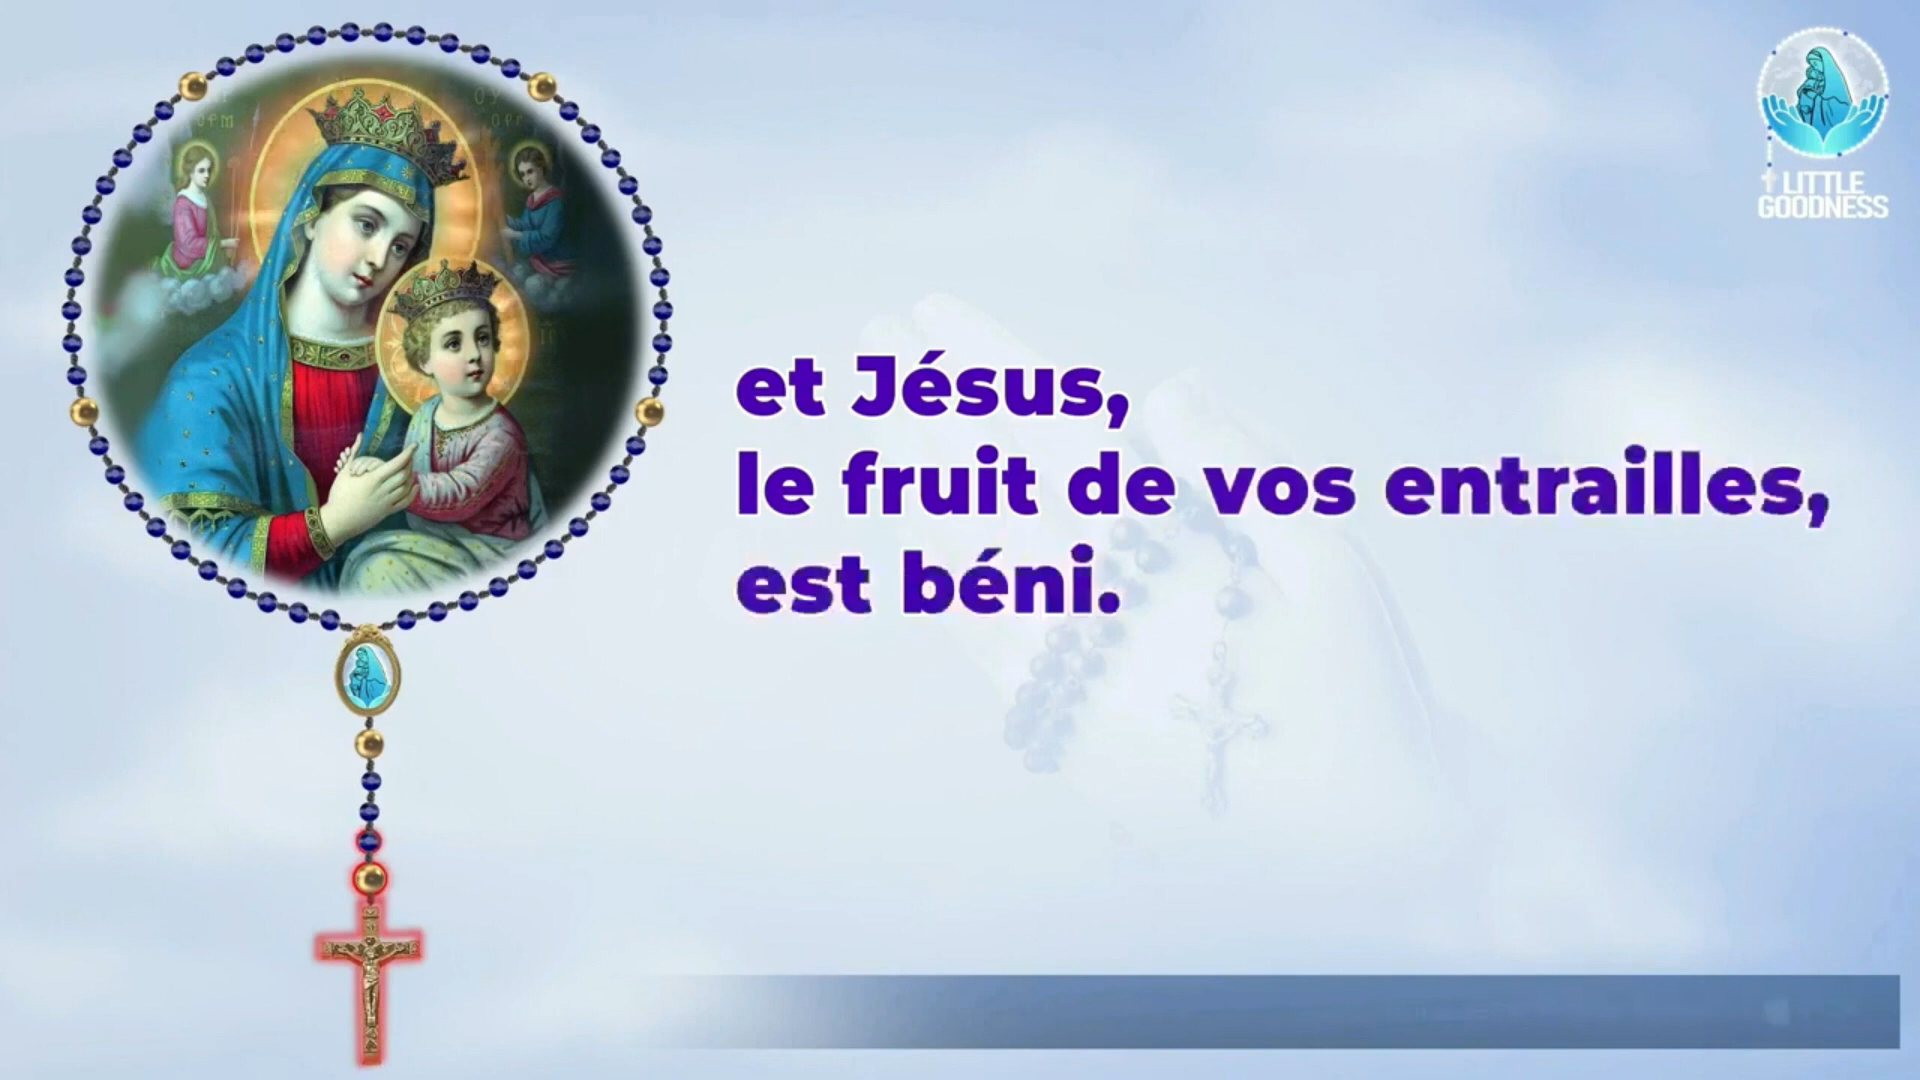 et Jésus,
le fruit de vos entrailles,
est béni.
LITTLE
GOODNESS